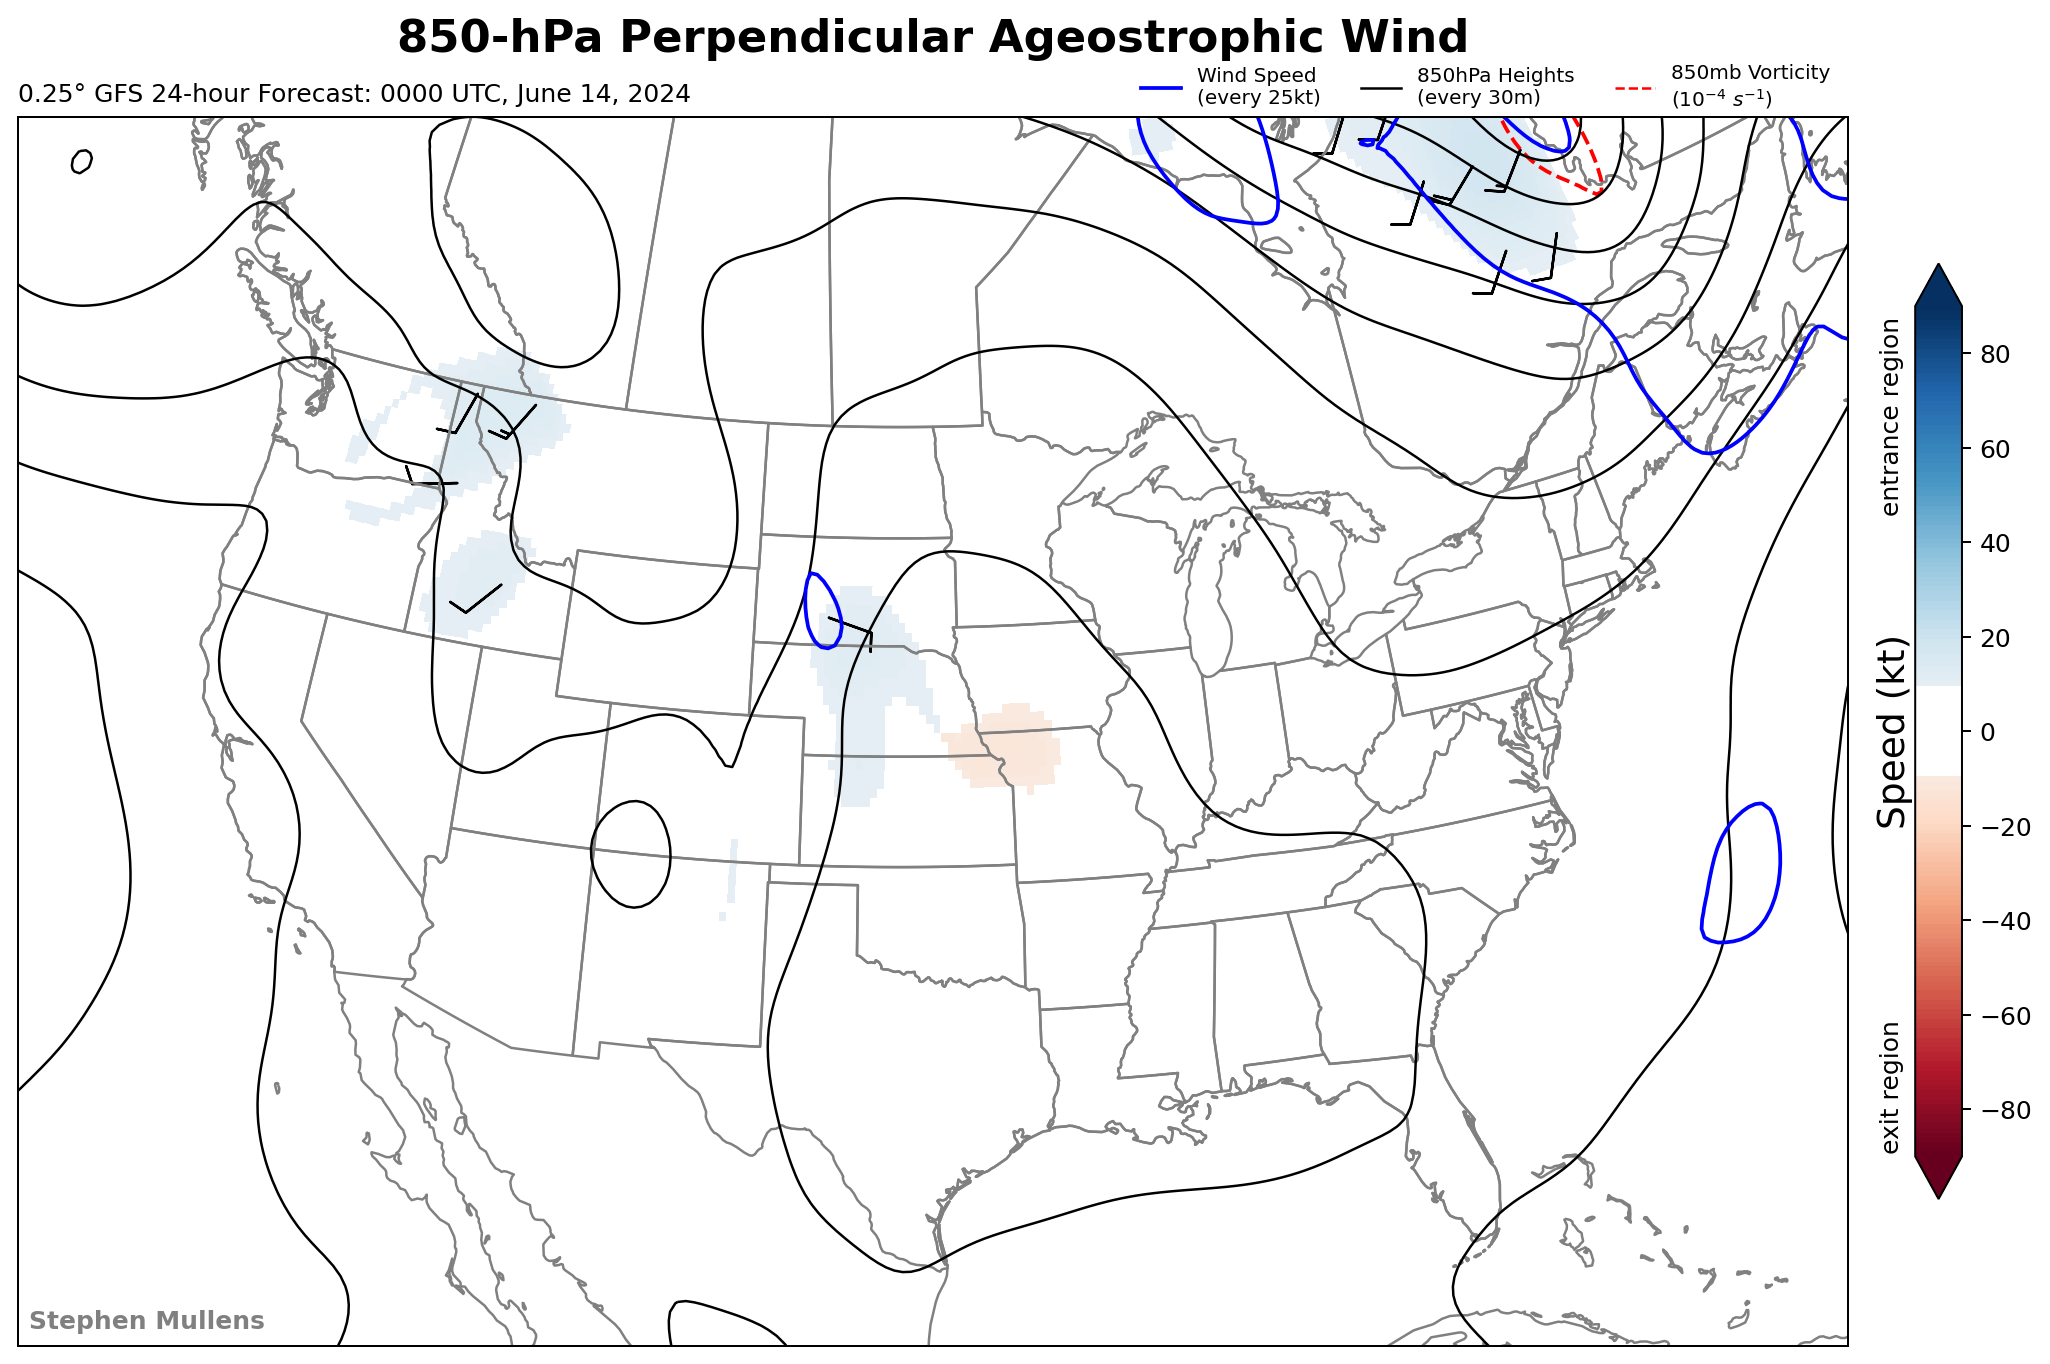 850-hPa Perpendicular Ageostrophic Wind
0.25° GFS 24-hour Forecast: 0000 UTC, June 14, 2024
Wind Speed
(every 25kt)
850hPa Heights
(every 30m)
850mb Vorticity
(10⁻⁴ s⁻¹)
entrance region
Speed (kt)
exit region
80
60
40
20
0
−20
−40
−60
−80
Stephen Mullens